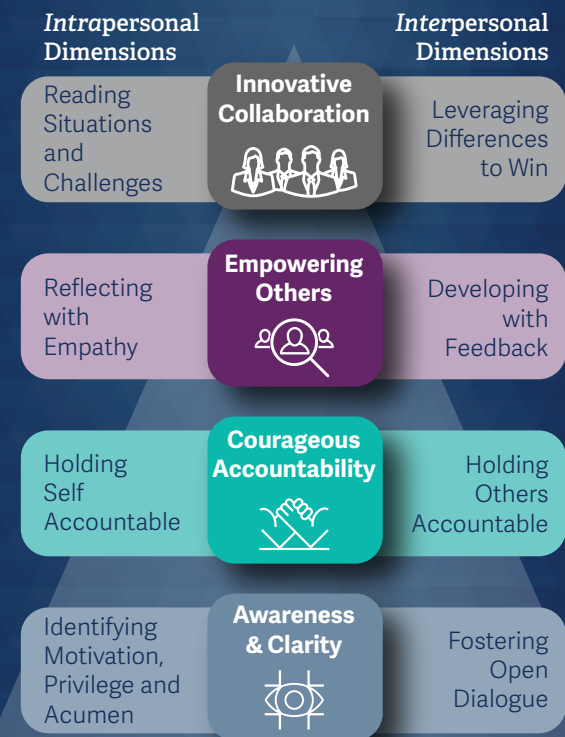 Intrapersonal
Dimensions
Interpersonal
Dimensions
Reading
Situations
and
Challenges
Innovative
Collaboration
Leveraging
Differences
to Win
Reflecting
with
Empathy
Empowering
Others
Developing
with
Feedback
Holding
Self
Accountable
Courageous
Accountability
Holding
Others
Accountable
Identifying
Motivation,
Privilege and
Acumen
Awareness
& Clarity
Fostering
Open
Dialogue